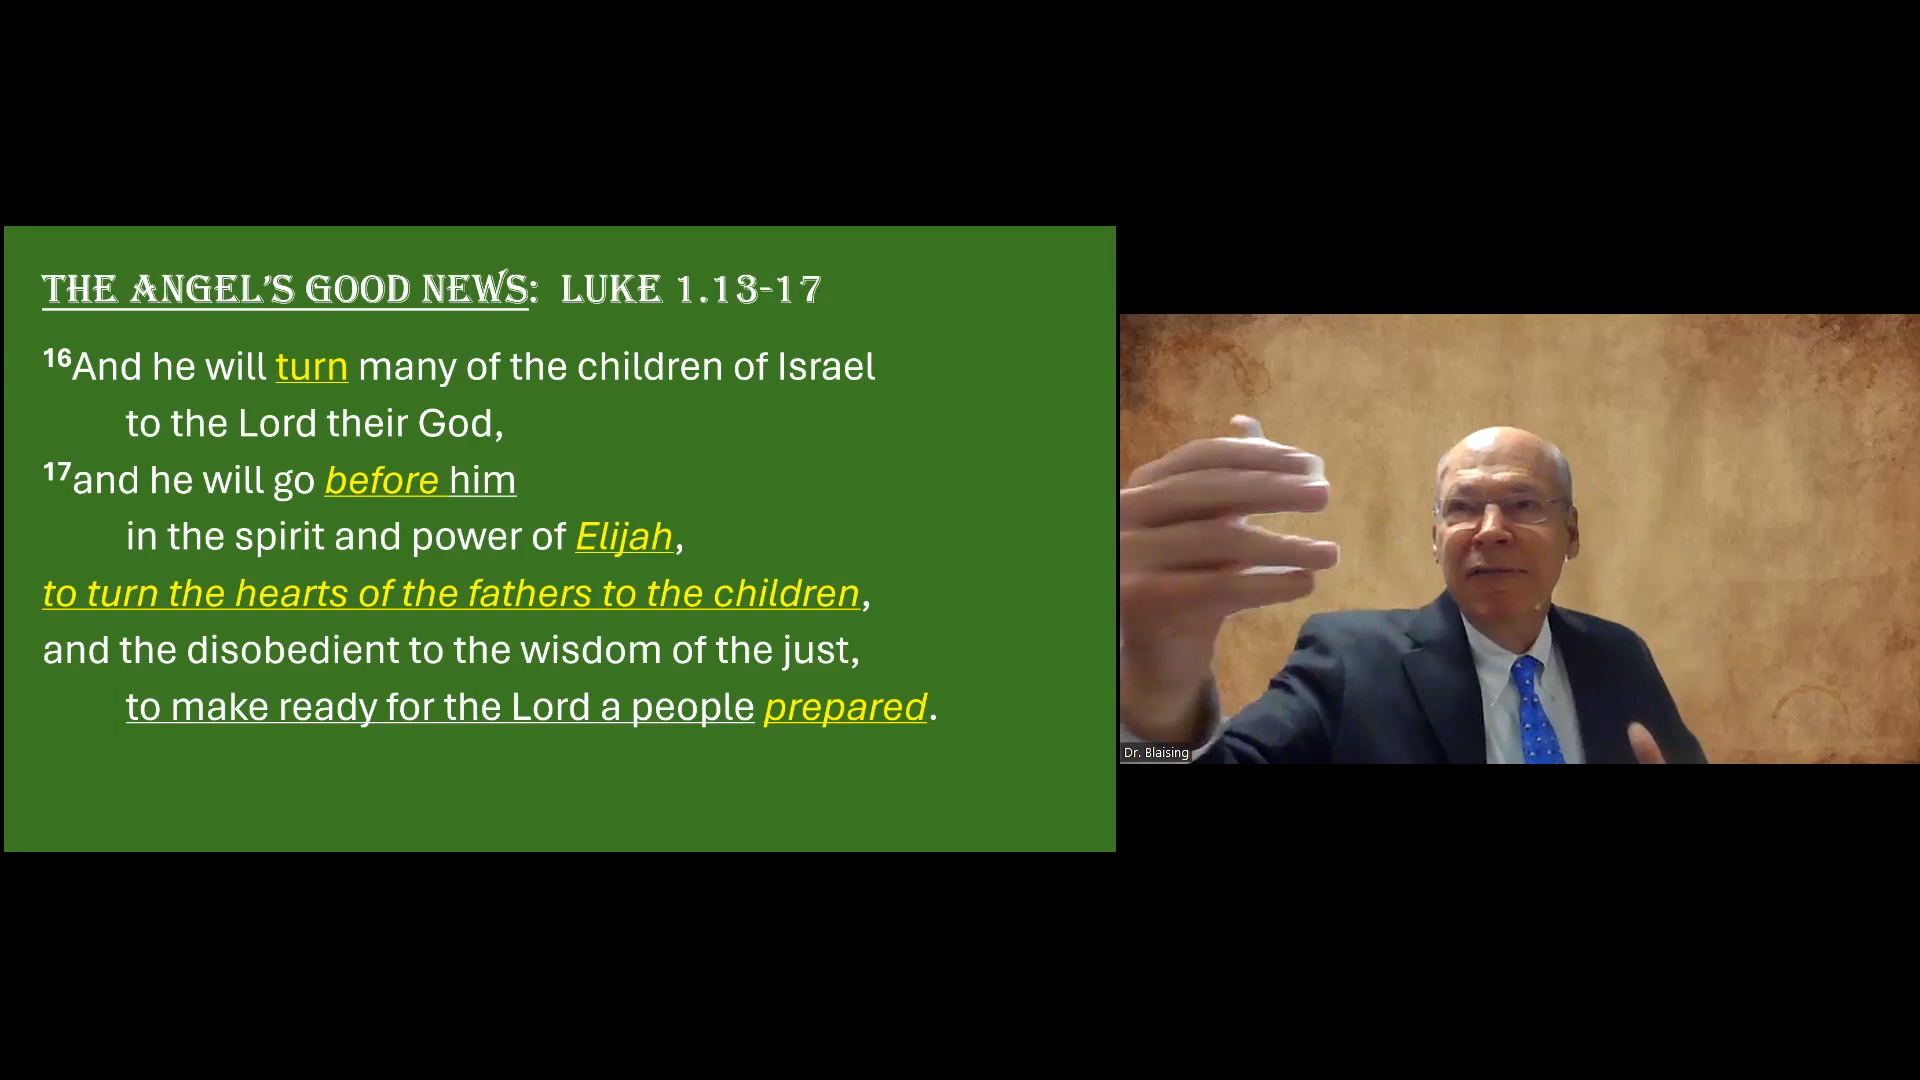 THE ANGEL'S GOOD NEWS: LUKE 1.13-17
16And he will turn many of the children of Israel
to the Lord their God,
17and he will go before him
in the spirit and power of Elijah,
to turn the hearts of the fathers to the children,
and the disobedient to the wisdom of the just,
to make ready for the Lord a people prepared.
Dr. Blaising